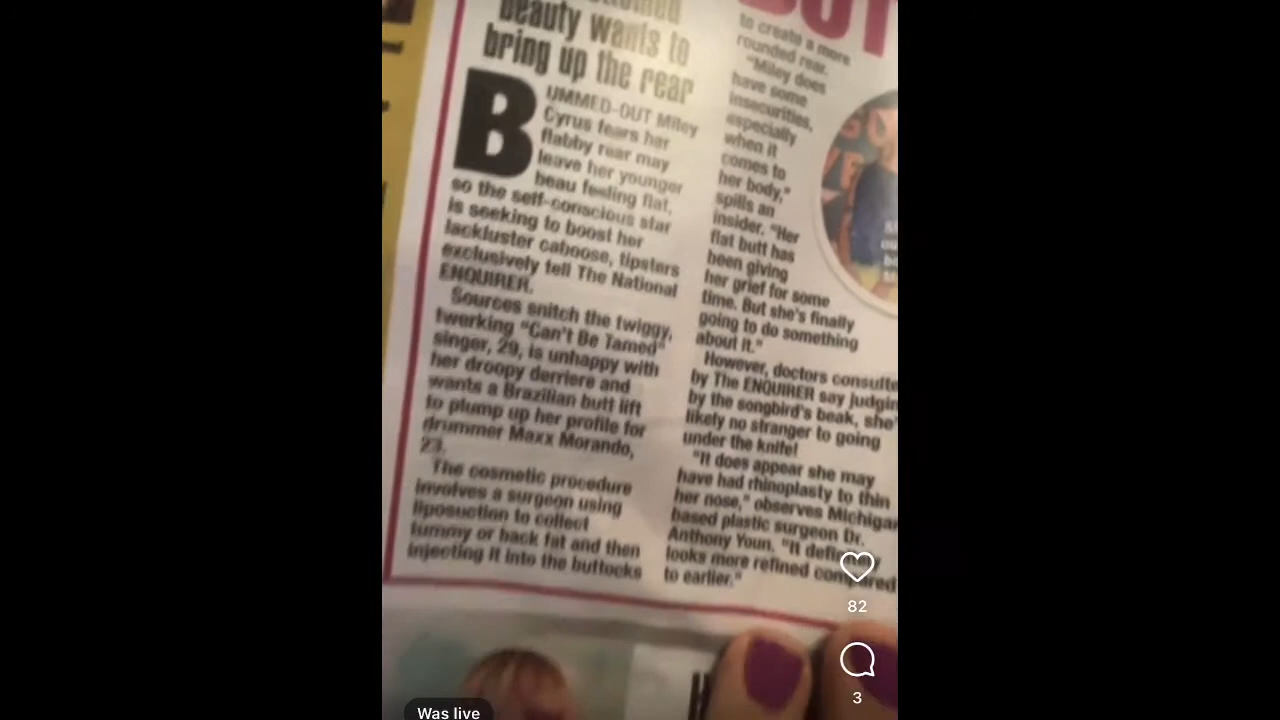 beauty wants to
bring up the rear
BUMMED-OUT Miley
Cyrus fears her
flabby rear may
leave her younger
beau feeling flat,
so the self-conscious star
is seeking to boost her
lackluster caboose, tipsters
exclusively tell The National
ENQUIRER.
Sources snitch the twiggy,
twerking "Can't Be Tamed"
singer, 29, is unhappy with
her droopy derriere and
wants a Brazilian butt lift
to plump up her profile for
drummer Maxx Morando,
23.
The cosmetic procedure
involves a surgeon using
liposuction to collect
tummy or back fat and then
injecting it into the buttocks
to create a more
rounded rear.
"Miley does
have some
insecurities,
especially
when it
comes to
her body,"
spills an
insider. "Her
flat butt has
been giving
her grief for some
time. But she's finally
going to do something
about it."
However, doctors consulte
by The ENQUIRER say judgin
by the songbird's beak, she'
likely no stranger to going
under the knife!
"It does appear she may
have had rhinoplasty to thin
her nose," observes Michigan
based plastic surgeon Dr.
Anthony Youn. "It definitely
looks more refined compared
to earlier."
82
3
Was live